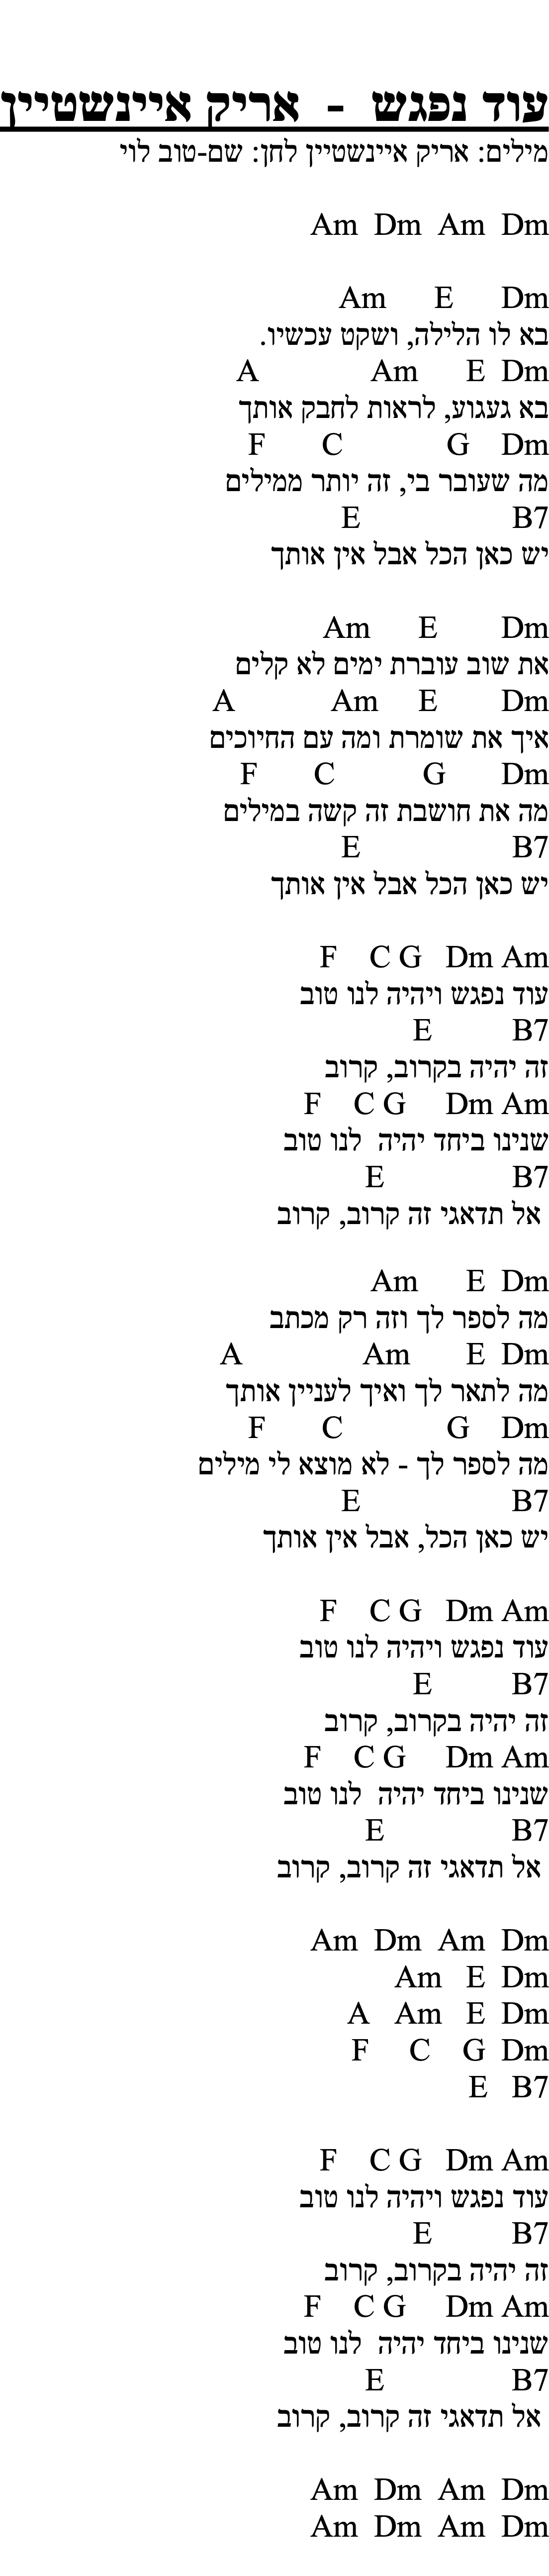 עוד נפגש - אריק איינשטיין
מילים: אריק איינשטיין לחן: שם-טוב לוי
Am Dm Am Dm
Am E Dm
בא לו הלילה, ושקט עכשיו.
A Am E Dm
בא געגוע, לראות לחבק אותך
F C G Dm
מה שעובר בי, זה יותר ממילים
E B7
יש כאן הכל אבל אין אותך
Am E Dm
את שוב עוברת ימים לא קלים
A Am E Dm
איך את שומרת ומה עם החיוכים
F C G Dm
מה את חושבת זה קשה במילים
E B7
יש כאן הכל אבל אין אותך
F C G Dm Am
עוד נפגש ויהיה לנו טוב
E B7
זה יהיה בקרוב, קרוב
F C G Dm Am
שנינו ביחד יהיה לנו טוב
E B7
אל תדאגי זה קרוב, קרוב
Am E Dm
מה לספר לך וזה רק מכתב
A Am E Dm
מה לתאר לך ואיך לעניין אותך
F C G Dm
מה לספר לך - לא מוצא לי מילים
E B7
יש כאן הכל, אבל אין אותך
F C G Dm Am
עוד נפגש ויהיה לנו טוב
E B7
זה יהיה בקרוב, קרוב
F C G Dm Am
שנינו ביחד יהיה לנו טוב
E B7
אל תדאגי זה קרוב, קרוב
Am Dm Am Dm
Am E Dm
A Am E Dm
F C G Dm
E B7
F C G Dm Am
עוד נפגש ויהיה לנו טוב
E B7
זה יהיה בקרוב, קרוב
F C G Dm Am
שנינו ביחד יהיה לנו טוב
E B7
אל תדאגי זה קרוב, קרוב
Am Dm Am Dm
Am Dm Am Dm